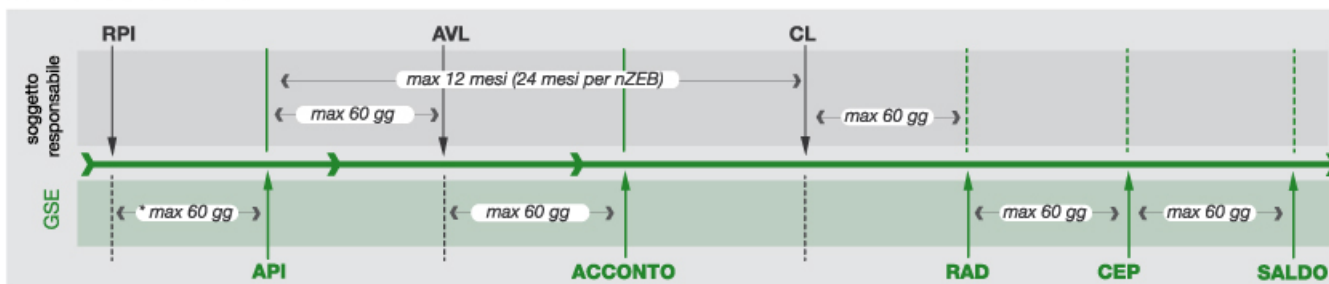 RPI
AVL
CL
soggetto
responsabile
max 12 mesi (24 mesi per nZEB)
max 60 gg
max 60 gg
GSE
* max 60 gg
max 60 gg
max 60 gg
max 60 gg
API
ACCONTO
RAD
CEP
SALDO